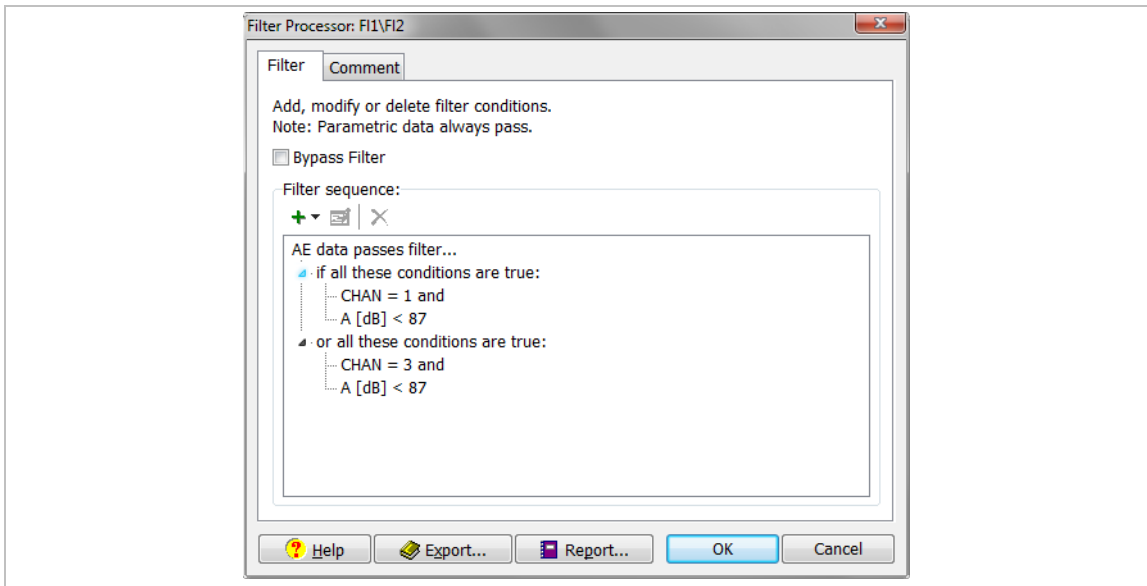 Filter Processor: FI1\FI2
Filter
Comment
Add, modify or delete filter conditions.
Note: Parametric data always pass.
Bypass Filter
Filter sequence:
AE data passes filter...
if all these conditions are true:
CHAN = 1 and
A [dB] < 87
or all these conditions are true:
CHAN = 3 and
A [dB] < 87
Help
Export...
Report...
OK
Cancel